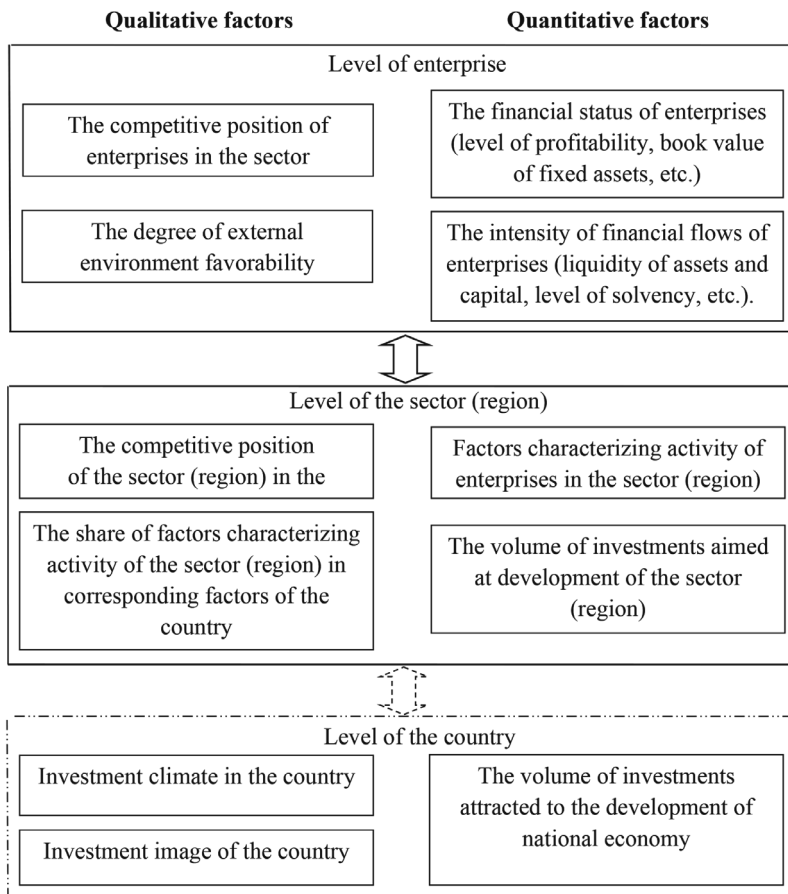 Qualitative factors
Quantitative factors
Level of enterprise
The competitive position of
enterprises in the sector
The financial status of enterprises
(level of profitability, book value
of fixed assets, etc.)
The degree of external
environment favorability
The intensity of financial flows of
enterprises (liquidity of assets and
capital, level of solvency, etc.).
Level of the sector (region)
The competitive position
of the sector (region) in the
Factors characterizing activity of
enterprises in the sector (region)
The share of factors characterizing
activity of the sector (region) in
corresponding factors of the
country
The volume of investments aimed
at development of the sector
(region)
Level of the country
Investment climate in the country
The volume of investments
attracted to the development of
national economy
Investment image of the country